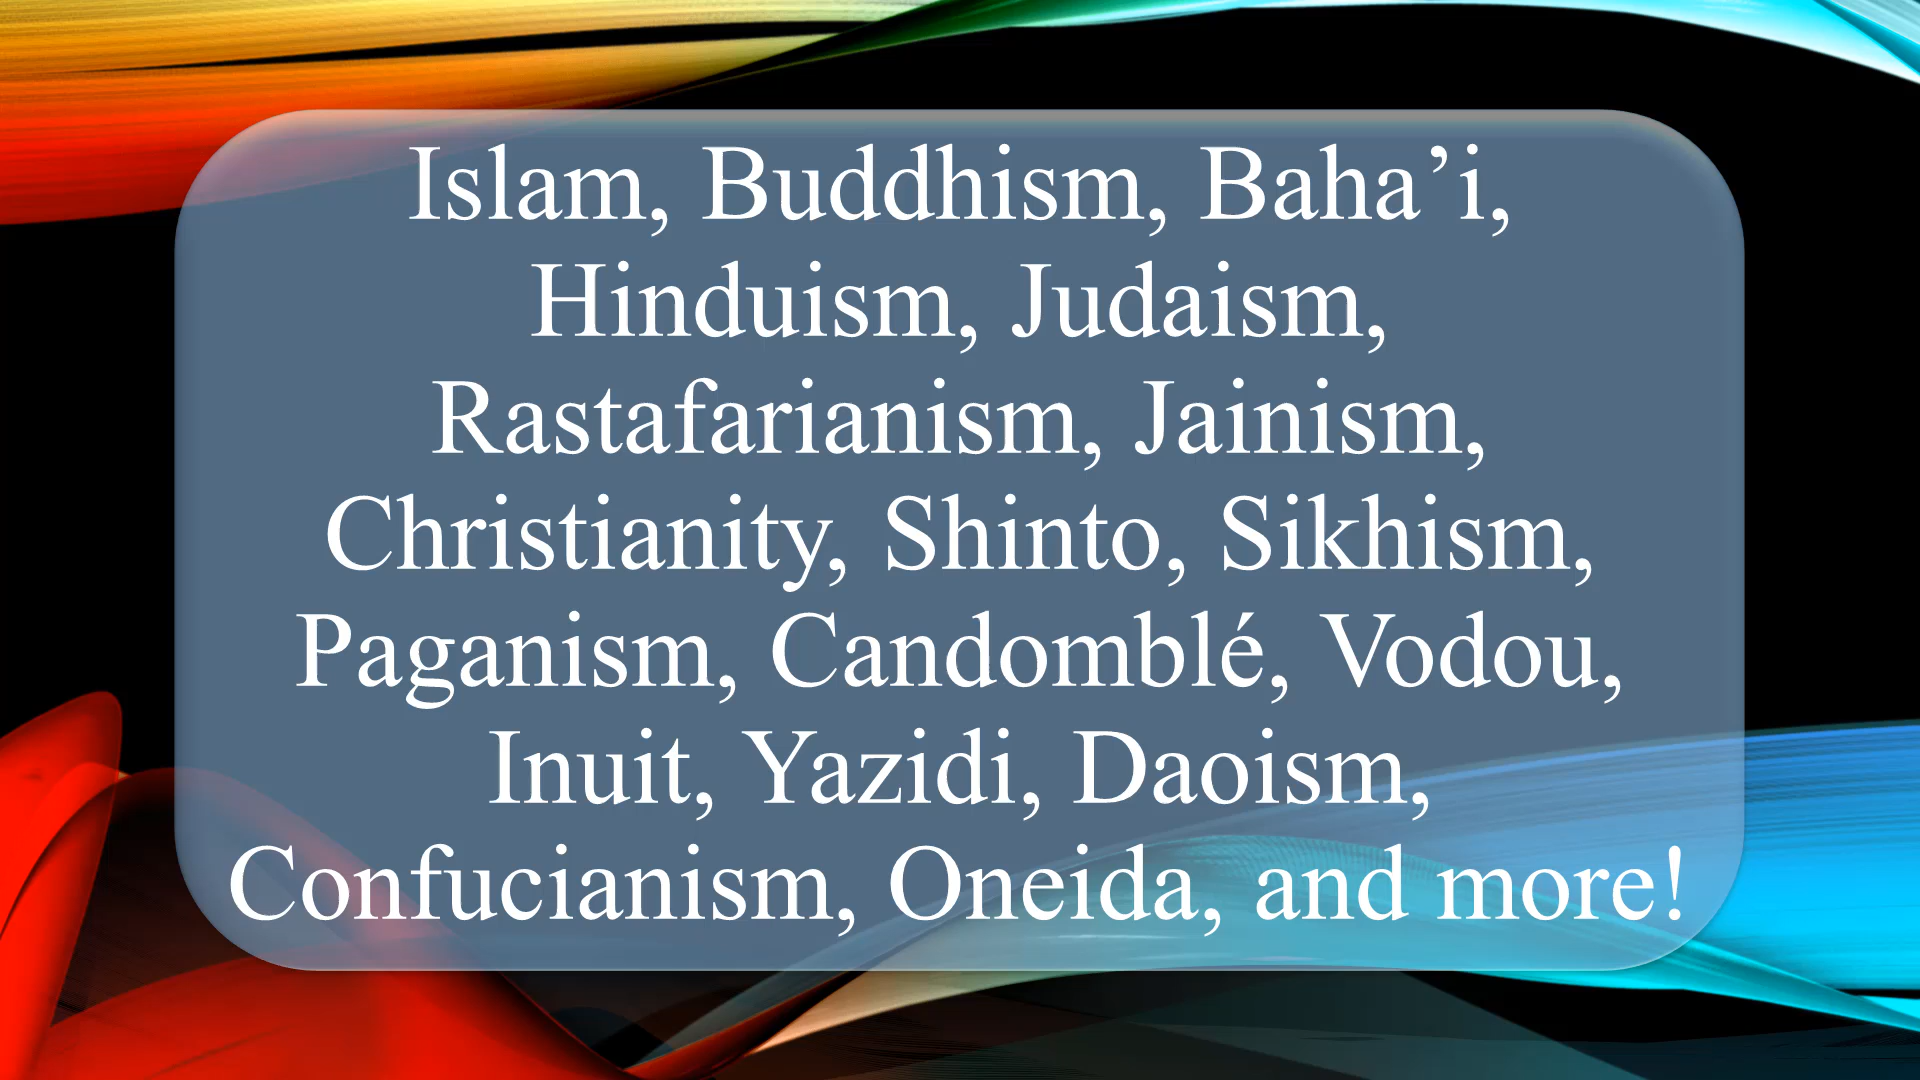 Islam, Buddhism, Baha’i,
Hinduism, Judaism,
Rastafarianism, Jainism,
Christianity, Shinto, Sikhism,
Paganism, Candomblé, Vodou,
Inuit, Yazidi, Daoism,
Confucianism, Oneida, and more!